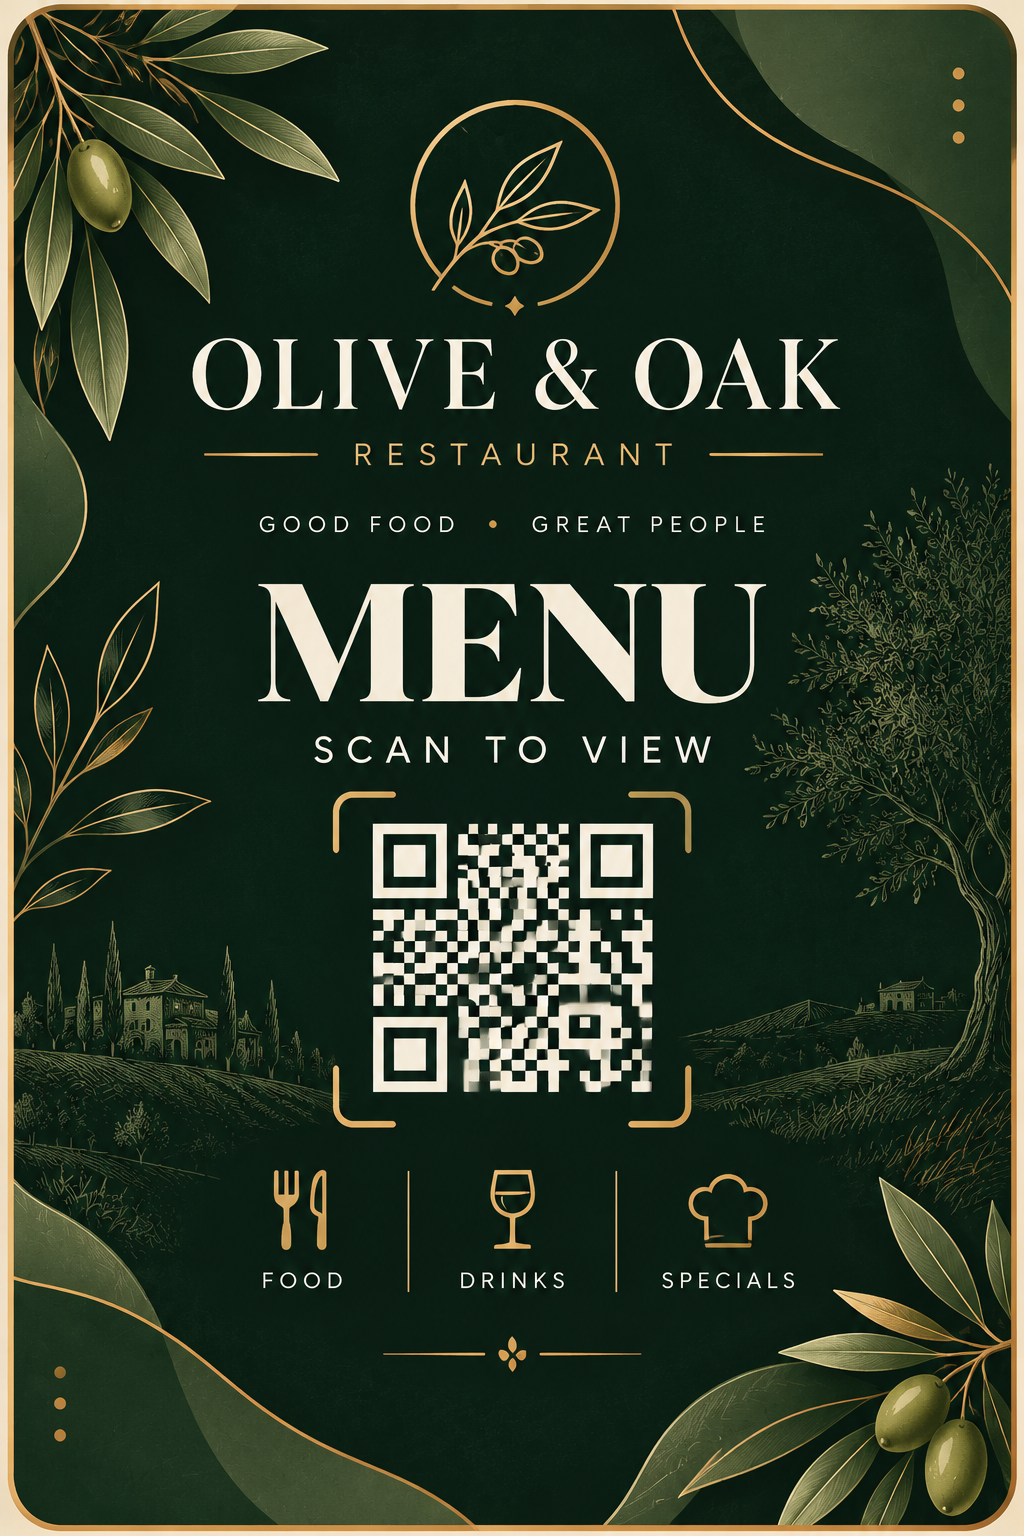 OLIVE & OAK
RESTAURANT
GOOD FOOD • GREAT PEOPLE
MENU
SCAN TO VIEW
FOOD
DRINKS
SPECIALS